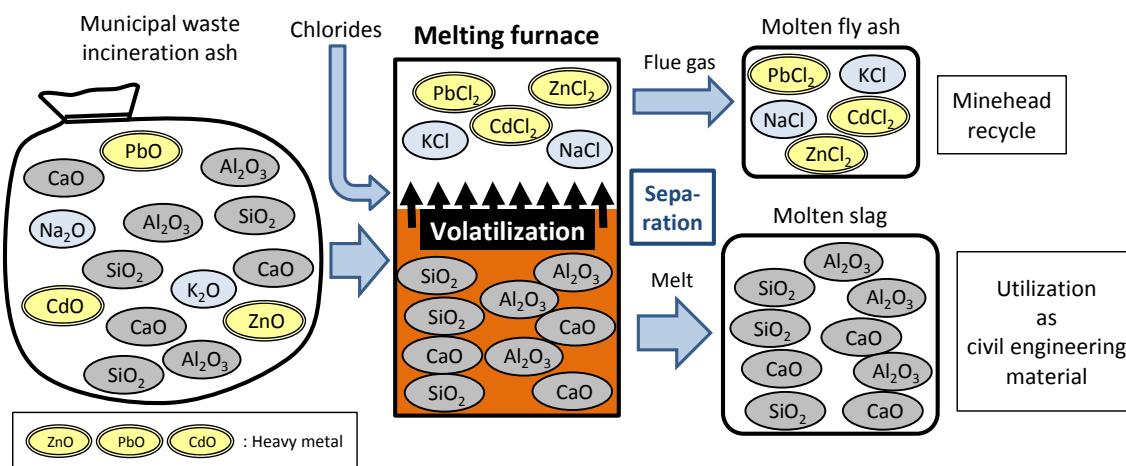 Municipal waste
incineration ash
PbO
CaO
Al₂O₃
Na₂O
Al₂O₃
SiO₂
SiO₂
K₂O
CaO
CdO
CaO
ZnO
SiO₂
Al₂O₃
ZnO
PbO
CdO
: Heavy metal
Chlorides
Melting furnace
PbCl₂
ZnCl₂
CdCl₂
KCl
NaCl
Volatilization
SiO₂
Al₂O₃
Al₂O₃
SiO₂
CaO
CaO
Al₂O₃
SiO₂
CaO
Flue gas
Sepa-
ration
Melt
Molten fly ash
PbCl₂
KCl
NaCl
CdCl₂
ZnCl₂
Minehead
recycle
Molten slag
Al₂O₃
SiO₂
Al₂O₃
SiO₂
CaO
CaO
Al₂O₃
SiO₂
CaO
Utilization
as
civil engineering
material